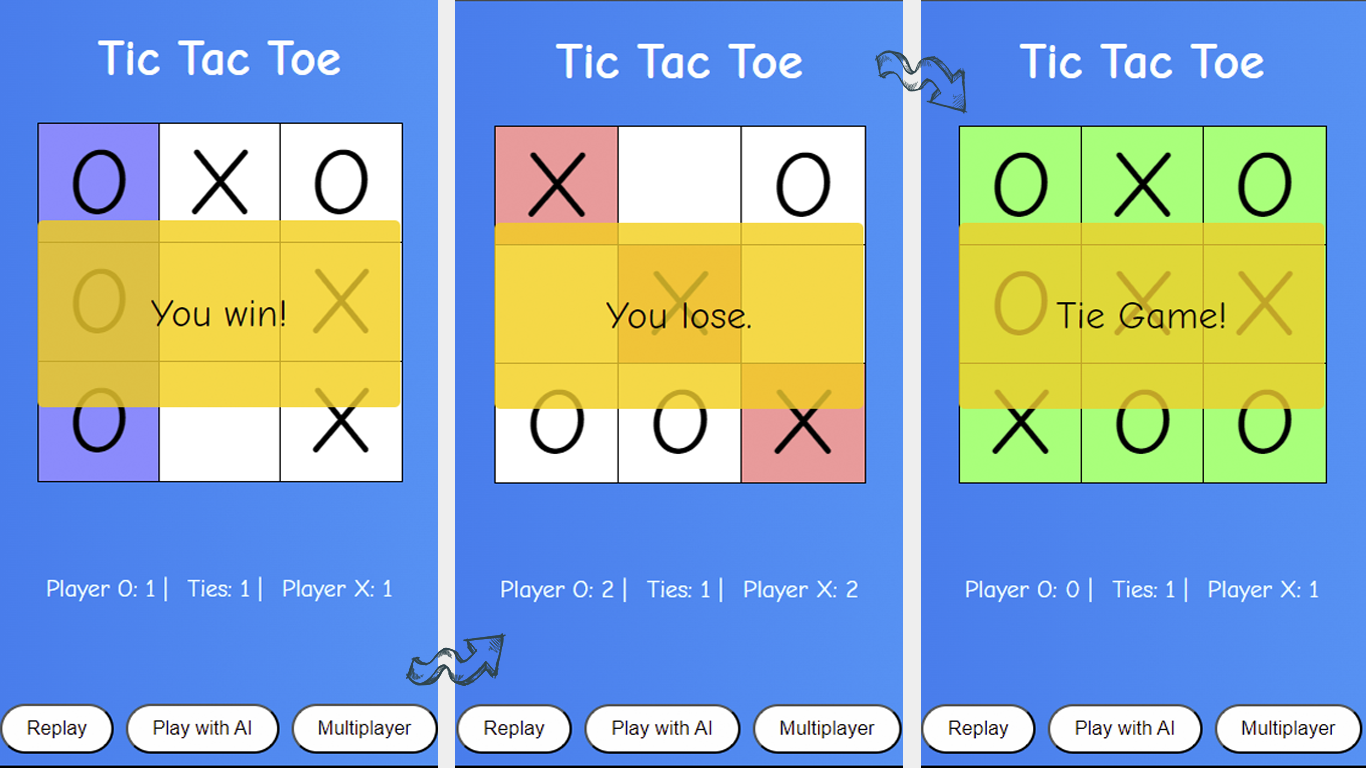 Tic Tac Toe
O X O
O X
You win!
O X
Player O: 1 | Ties: 1 | Player X: 1
Replay Play with AI Multiplayer
Tic Tac Toe
X O
X
You lose.
O O X
Player O: 2 | Ties: 1 | Player X: 2
Replay Play with AI Multiplayer
Tic Tac Toe
O X O
O X X
Tie Game!
X O O
Player O: 0 | Ties: 1 | Player X: 1
Replay Play with AI Multiplayer